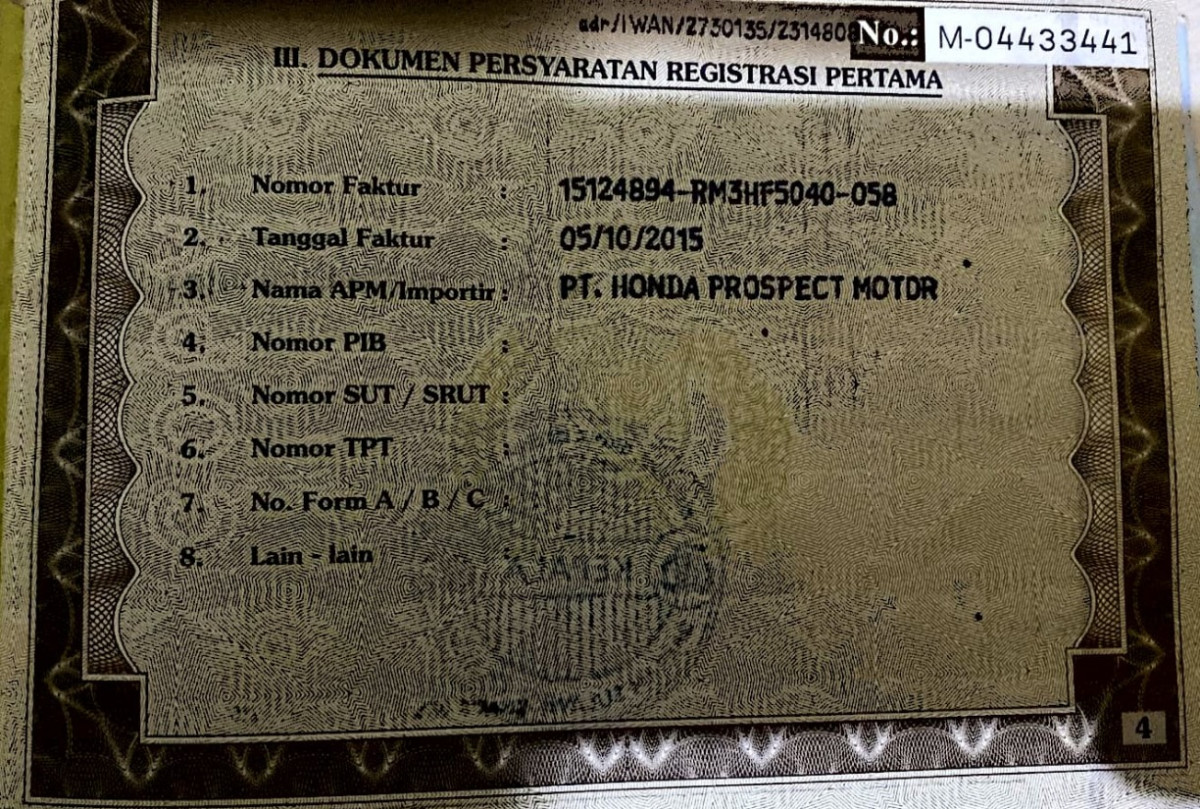 adr/IWAN/2730135/2314808 No.: M-04433441
III. DOKUMEN PERSYARATAN REGISTRASI PERTAMA
1. Nomor Faktur : 15124894-RM3HF5040-058
2. Tanggal Faktur : 05/10/2015
3. Nama APM/Importir : PT. HONDA PROSPECT MOTOR
4. Nomor PIB :
5. Nomor SUT / SRUT :
6. Nomor TPT :
7. No. Form A / B / C :
8. Lain - lain :
4